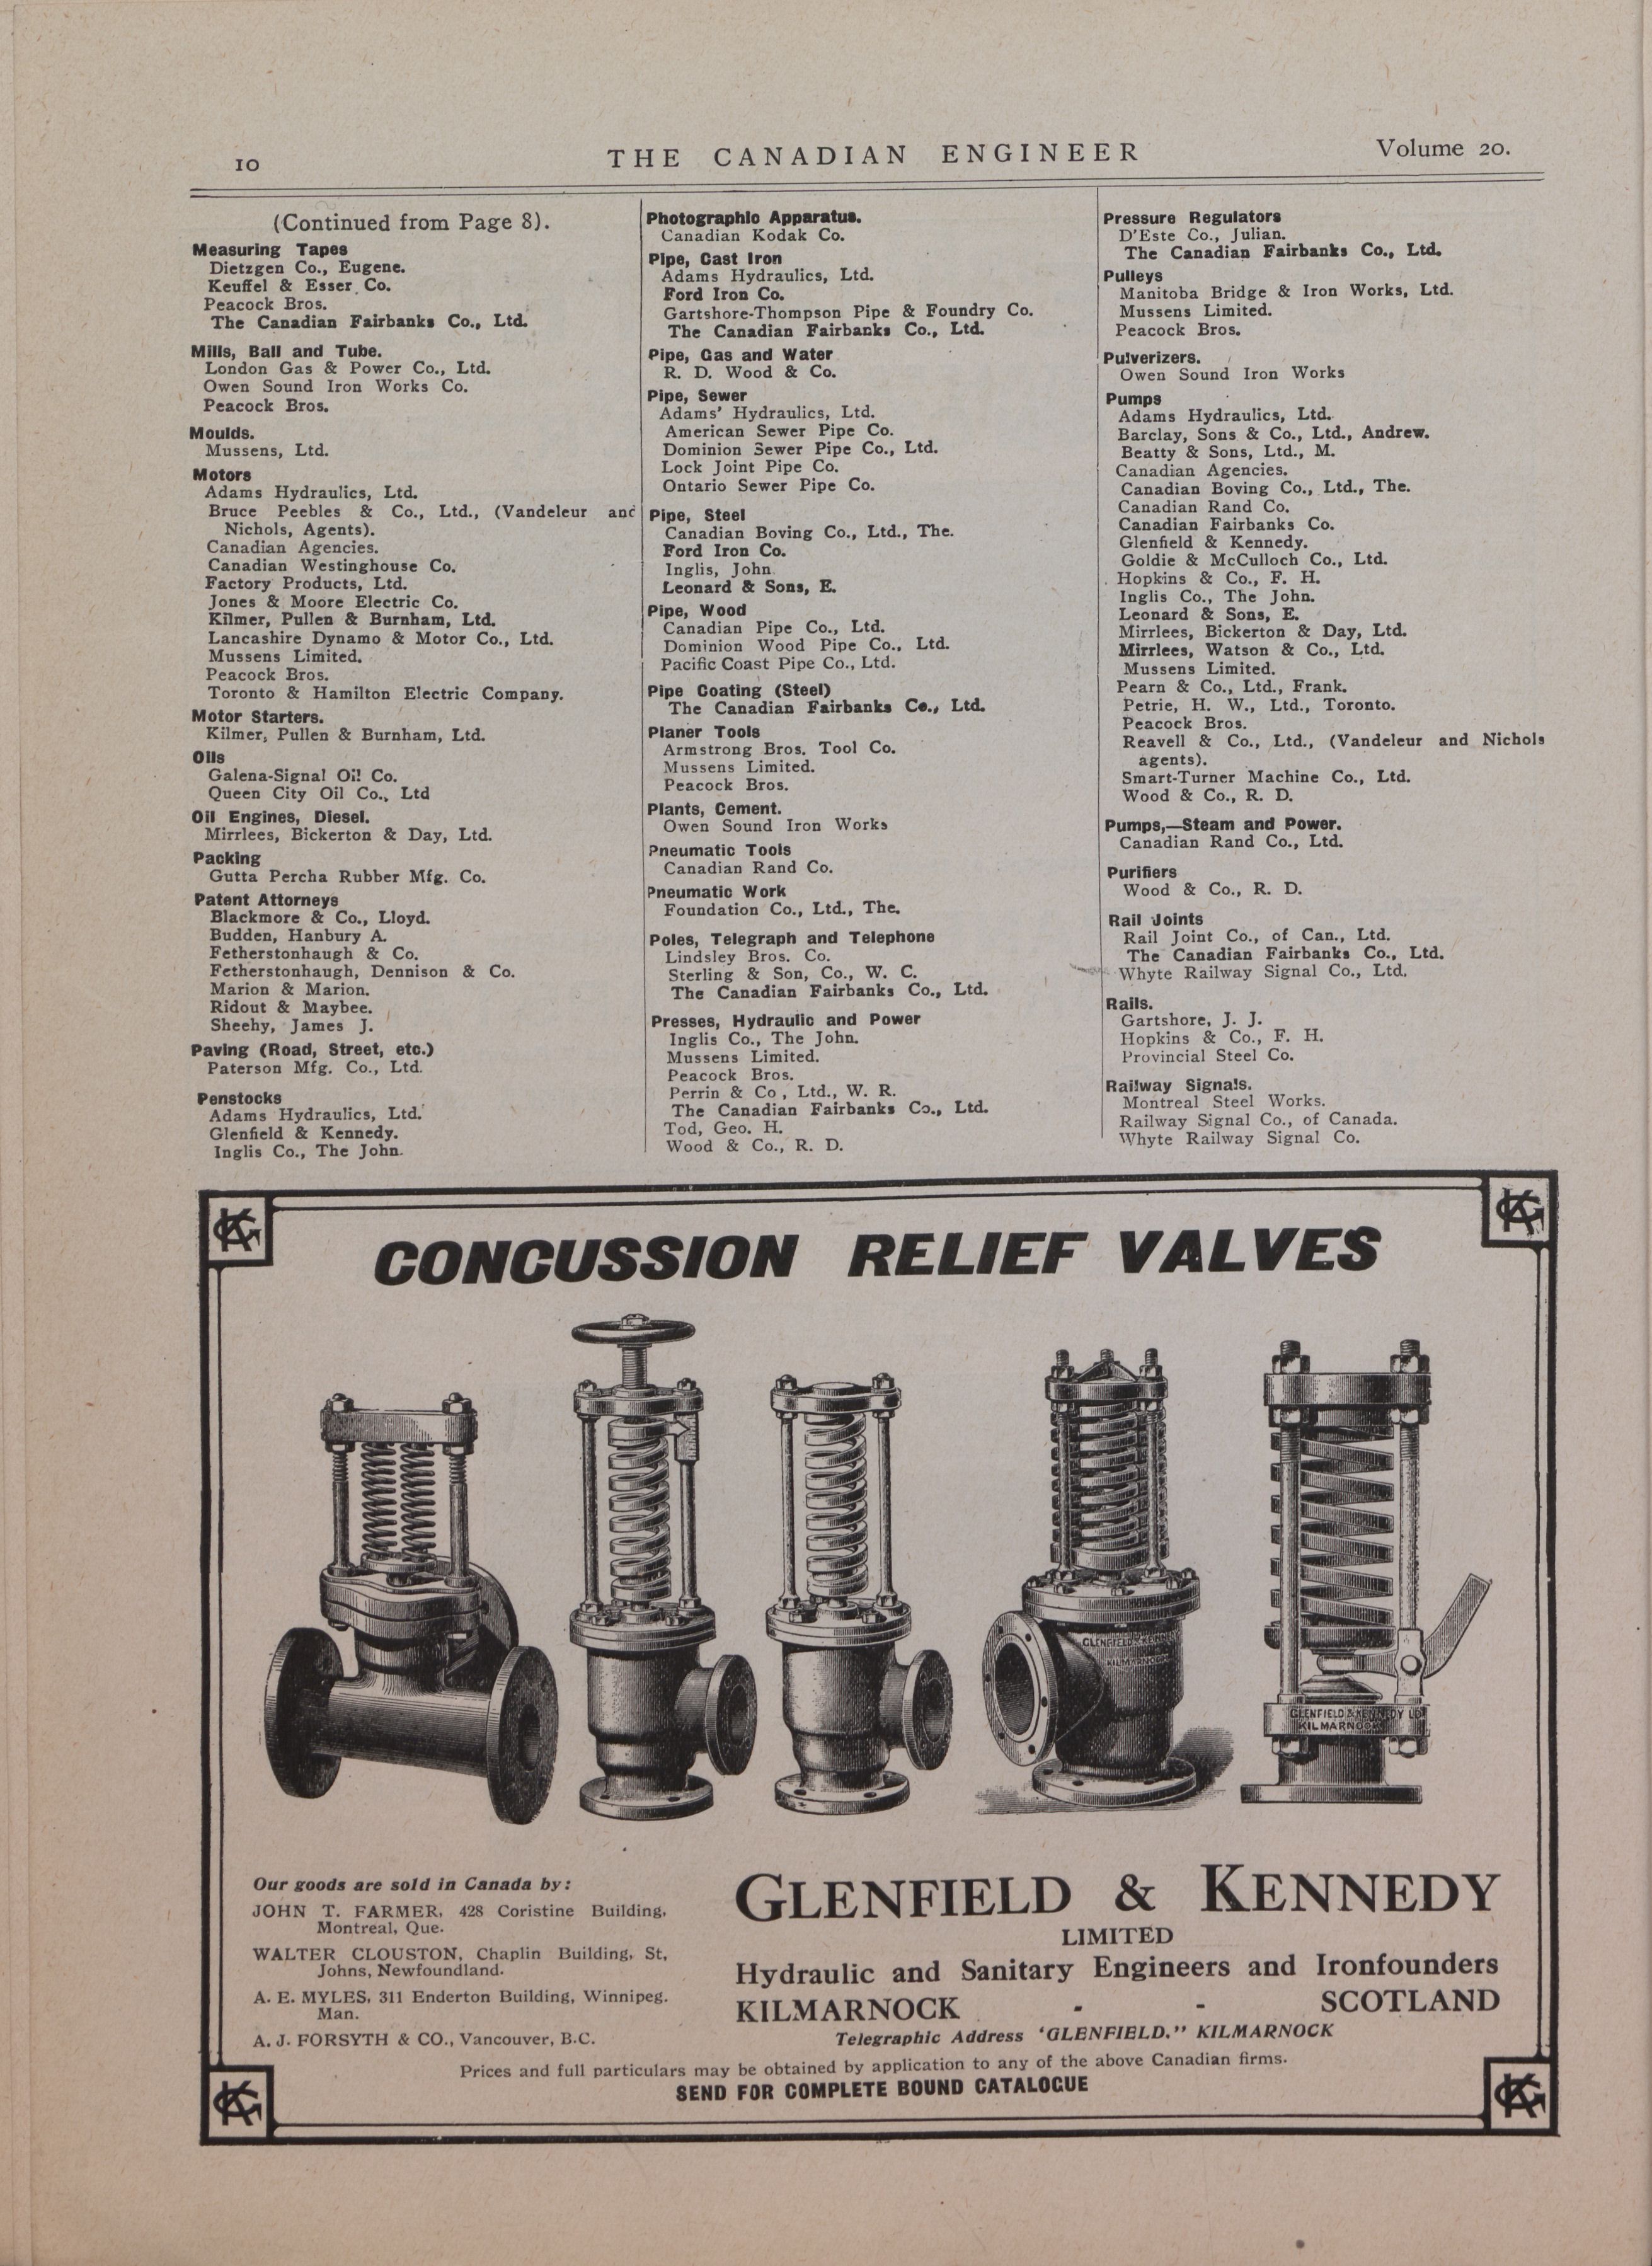 10
THE CANADIAN ENGINEER
Volume 20.
(Continued from Page 8).
Measuring Tapes
Dietzgen Co., Eugene.
Keuffel & Esser Co.
Peacock Bros.
The Canadian Fairbanks Co., Ltd.
Mills, Ball and Tube.
London Gas & Power Co., Ltd.
Owen Sound Iron Works Co.
Peacock Bros.
Moulds.
Mussens, Ltd.
Motors
Adams Hydraulics, Ltd.
Bruce Peebles & Co., Ltd., (Vandeleur and
Nichols, Agents).
Canadian Agencies.
Canadian Westinghouse Co.
Factory Products, Ltd.
Jones & Moore Electric Co.
Kilmer, Pullen & Burnham, Ltd.
Lancashire Dynamo & Motor Co., Ltd.
Mussens Limited.
Peacock Bros.
Toronto & Hamilton Electric Company.
Motor Starters.
Kilmer, Pullen & Burnham, Ltd.
Oils
Galena-Signal Oil Co.
Queen City Oil Co., Ltd
Oil Engines, Diesel.
Mirrlees, Bickerton & Day, Ltd.
Packing
Gutta Percha Rubber Mfg. Co.
Patent Attorneys
Blackmore & Co., Lloyd.
Budden, Hanbury A.
Fetherstonhaugh & Co.
Fetherstonhaugh, Dennison & Co.
Marion & Marion.
Ridout & Maybee.
Sheehy, James J.
Paving (Road, Street, etc.)
Paterson Mfg. Co., Ltd.
Penstocks
Adams Hydraulics, Ltd.
Glenfield & Kennedy.
Inglis Co., The John.
Photographic Apparatus.
Canadian Kodak Co.
Pipe, Cast Iron
Adams Hydraulics, Ltd.
Ford Iron Co.
Gartshore-Thompson Pipe & Foundry Co.
The Canadian Fairbanks Co., Ltd.
Pipe, Gas and Water
R. D. Wood & Co.
Pipe, Sewer
Adams' Hydraulics, Ltd.
American Sewer Pipe Co.
Dominion Sewer Pipe Co., Ltd.
Lock Joint Pipe Co.
Ontario Sewer Pipe Co.
Pipe, Steel
Canadian Boving Co., Ltd., The.
Ford Iron Co.
Inglis, John
Leonard & Sons, E.
Pipe, Wood
Canadian Pipe Co., Ltd.
Dominion Wood Pipe Co., Ltd.
Pacific Coast Pipe Co., Ltd.
Pipe Coating (Steel)
The Canadian Fairbanks Co., Ltd.
Planer Tools
Armstrong Bros. Tool Co.
Mussens Limited.
Peacock Bros.
Plants, Cement.
Owen Sound Iron Works
Pneumatic Tools
Canadian Rand Co.
Pneumatic Work
Foundation Co., Ltd., The.
Poles, Telegraph and Telephone
Lindsley Bros. Co.
Sterling & Son, Co., W. C.
The Canadian Fairbanks Co., Ltd.
Presses, Hydraulic and Power
Inglis Co., The John.
Mussens Limited.
Peacock Bros.
Perrin & Co, Ltd., W. R.
The Canadian Fairbanks Co., Ltd.
Tod, Geo. H.
Wood & Co., R. D.
Pressure Regulators
D'Este Co., Julian.
The Canadian Fairbanks Co., Ltd.
Pulleys
Manitoba Bridge & Iron Works, Ltd.
Mussens Limited.
Peacock Bros.
Pulverizers.
Owen Sound Iron Works
Pumps
Adams Hydraulics, Ltd.
Barclay, Sons & Co., Ltd., Andrew.
Beatty & Sons, Ltd., M.
Canadian Agencies.
Canadian Boving Co., Ltd., The.
Canadian Rand Co.
Canadian Fairbanks Co.
Glenfield & Kennedy.
Goldie & McCulloch Co., Ltd.
Hopkins & Co., F. H.
Inglis Co., The John.
Leonard & Sons, E.
Mirrlees, Bickerton & Day, Ltd.
Mirrlees, Watson & Co., Ltd.
Mussens Limited.
Pearn & Co., Ltd., Frank.
Petrie, H. W., Ltd., Toronto.
Peacock Bros.
Reavell & Co., Ltd., (Vandeleur and Nichols
agents).
Smart-Turner Machine Co., Ltd.
Wood & Co., R. D.
Pumps,—Steam and Power.
Canadian Rand Co., Ltd.
Purifiers
Wood & Co., R. D.
Rail Joints
Rail Joint Co., of Can., Ltd.
The Canadian Fairbanks Co., Ltd.
Whyte Railway Signal Co., Ltd.
Rails.
Gartshore, J. J.
Hopkins & Co., F. H.
Provincial Steel Co.
Railway Signals.
Montreal Steel Works.
Railway Signal Co., of Canada.
Whyte Railway Signal Co.
GK
GK
CONCUSSION RELIEF VALVES
GLENFIELD & KENNEDY
KILMARNOCK
GLENFIELD & KENNEDY LD
KILMARNOCK
Our goods are sold in Canada by:
JOHN T. FARMER, 428 Coristine Building,
Montreal, Que.
WALTER CLOUSTON, Chaplin Building, St,
Johns, Newfoundland.
A. E. MYLES, 311 Enderton Building, Winnipeg.
Man.
A. J. FORSYTH & CO., Vancouver, B.C.
GLENFIELD & KENNEDY
LIMITED
Hydraulic and Sanitary Engineers and Ironfounders
KILMARNOCK - - SCOTLAND
Telegraphic Address 'GLENFIELD." KILMARNOCK
Prices and full particulars may be obtained by application to any of the above Canadian firms.
SEND FOR COMPLETE BOUND CATALOGUE
GK
GK